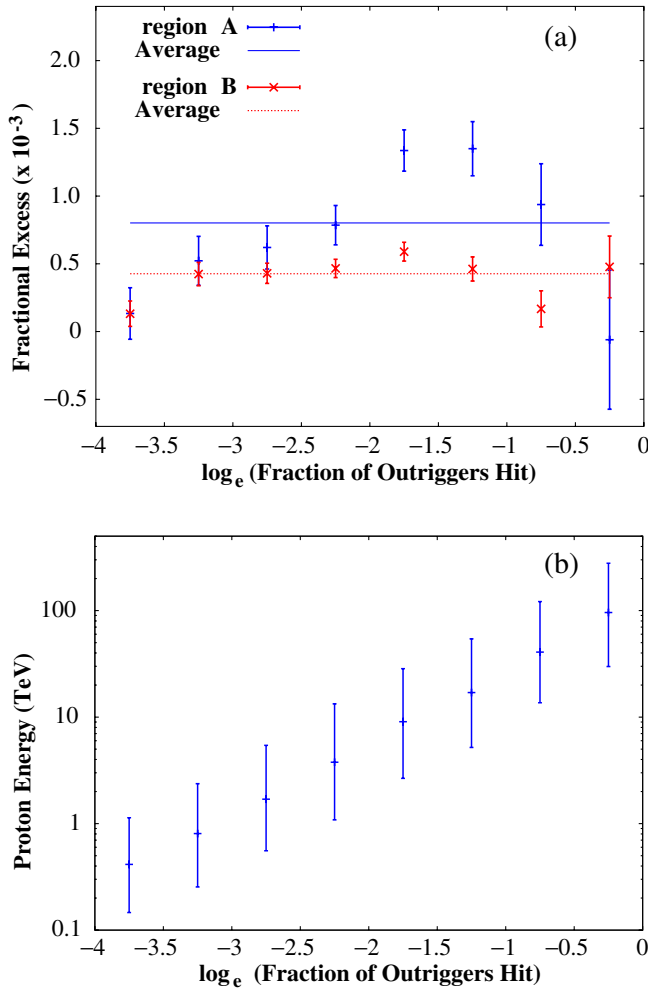 (a)
region A
Average
region B
Average
Fractional Excess (x 10⁻³)
2.0
1.5
1.0
0.5
0
−0.5
−4 −3.5 −3 −2.5 −2 −1.5 −1 −0.5 0
logₑ (Fraction of Outriggers Hit)
(b)
Proton Energy (TeV)
100
10
1
0.1
−4 −3.5 −3 −2.5 −2 −1.5 −1 −0.5 0
logₑ (Fraction of Outriggers Hit)